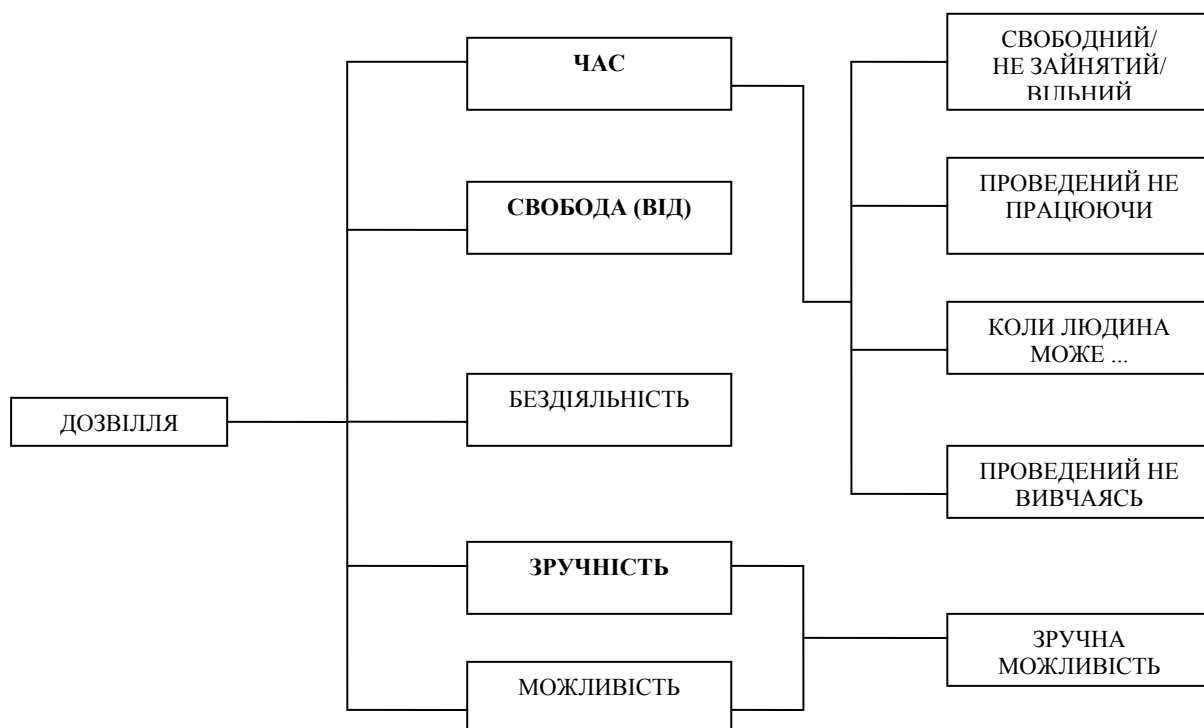 ДОЗВІЛЛЯ
ЧАС
СВОБОДА (ВІД)
БЕЗДІЯЛЬНІСТЬ
ЗРУЧНІСТЬ
МОЖЛИВІСТЬ
СВОБОДНИЙ/
НЕ ЗАЙНЯТИЙ/
ВІЛЬНИЙ
ПРОВЕДЕНИЙ НЕ
ПРАЦЮЮЧИ
КОЛИ ЛЮДИНА
МОЖЕ ...
ПРОВЕДЕНИЙ НЕ
ВИВЧАЯСЬ
ЗРУЧНА
МОЖЛИВІСТЬ